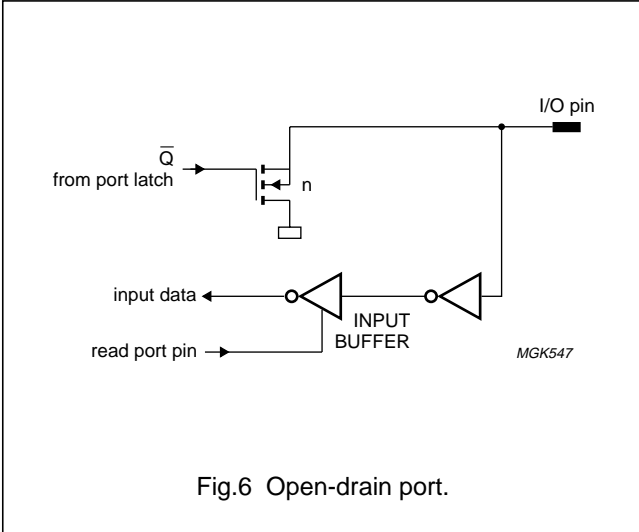 I/O pin
Q̅
from port latch
n
input data
INPUT
BUFFER
read port pin
MGK547
Fig.6 Open-drain port.